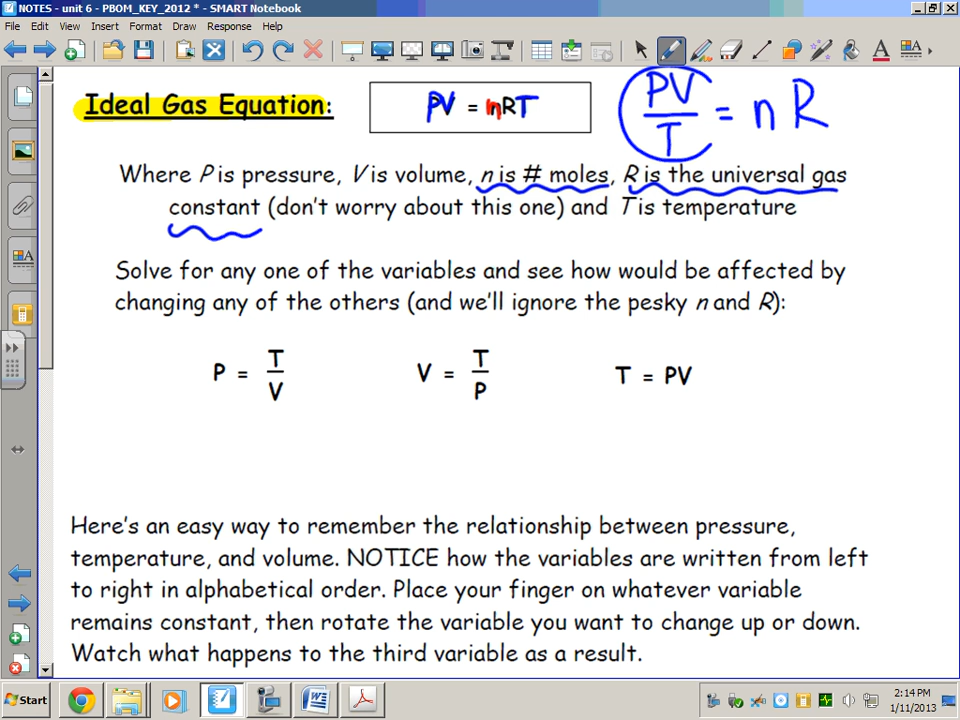 NOTES - unit 6 - PBOM_KEY_2012 * - SMART Notebook
File Edit View Insert Format Draw Response Help
Ideal Gas Equation: PV = nRT PV/T = n R
Where P is pressure, V is volume, n is # moles, R is the universal gas
constant (don't worry about this one) and T is temperature
Solve for any one of the variables and see how would be affected by
changing any of the others (and we'll ignore the pesky n and R):
P = T/V V = T/P T = PV
Here's an easy way to remember the relationship between pressure,
temperature, and volume. NOTICE how the variables are written from left
to right in alphabetical order. Place your finger on whatever variable
remains constant, then rotate the variable you want to change up or down.
Watch what happens to the third variable as a result.
Start
2:14 PM
1/11/2013